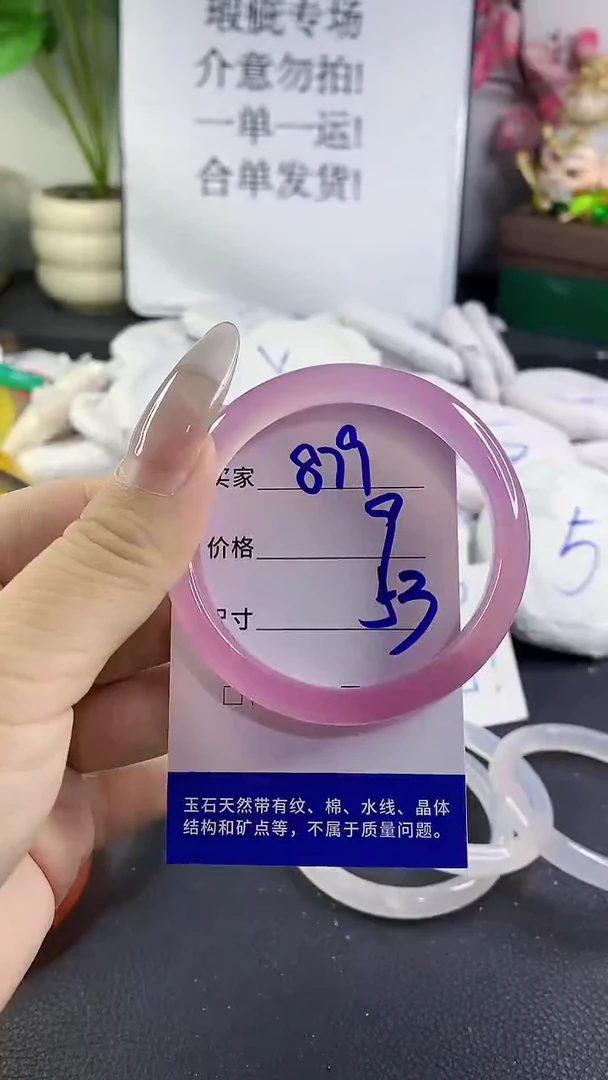 瑕疵专场
介意勿拍!
一单一运!
合单发货!
买家 879
价格 9
尺寸 53
玉石天然带有纹、棉、水线、晶体
结构和矿点等，不属于质量问题。
5